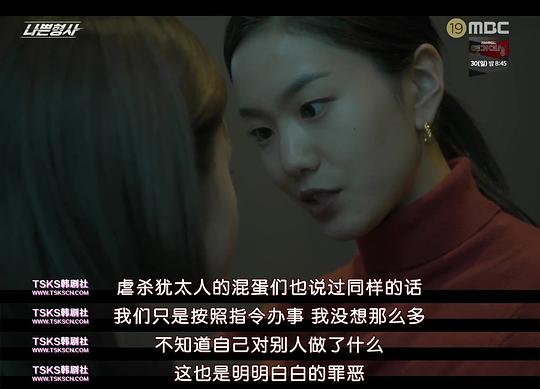 나쁜형사
19 MBC
30(일) 밤 8:45
TSKS韩剧社 虐杀犹太人的混蛋们也说过同样的话
WWW.TSKSCN.COM
TSKS韩剧社 我们只是按照指令办事 我没想那么多
WWW.TSKSCN.COM
TSKS韩剧社 不知道自己对别人做了什么
WWW.TSKSCN.COM
TSKS韩剧社 这也是明明白白的罪恶
WWW.TSKSCN.COM